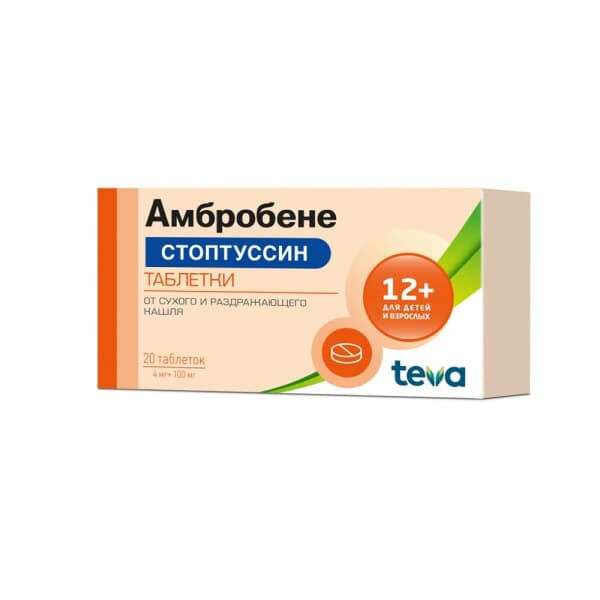 Амбробене
СТОПТУССИН
ТАБЛЕТКИ
ОТ СУХОГО И РАЗДРАЖАЮЩЕГО
КАШЛЯ
20 таблеток
4 мг+ 100 мг
12+
ДЛЯ ДЕТЕЙ
И ВЗРОСЛЫХ
teva